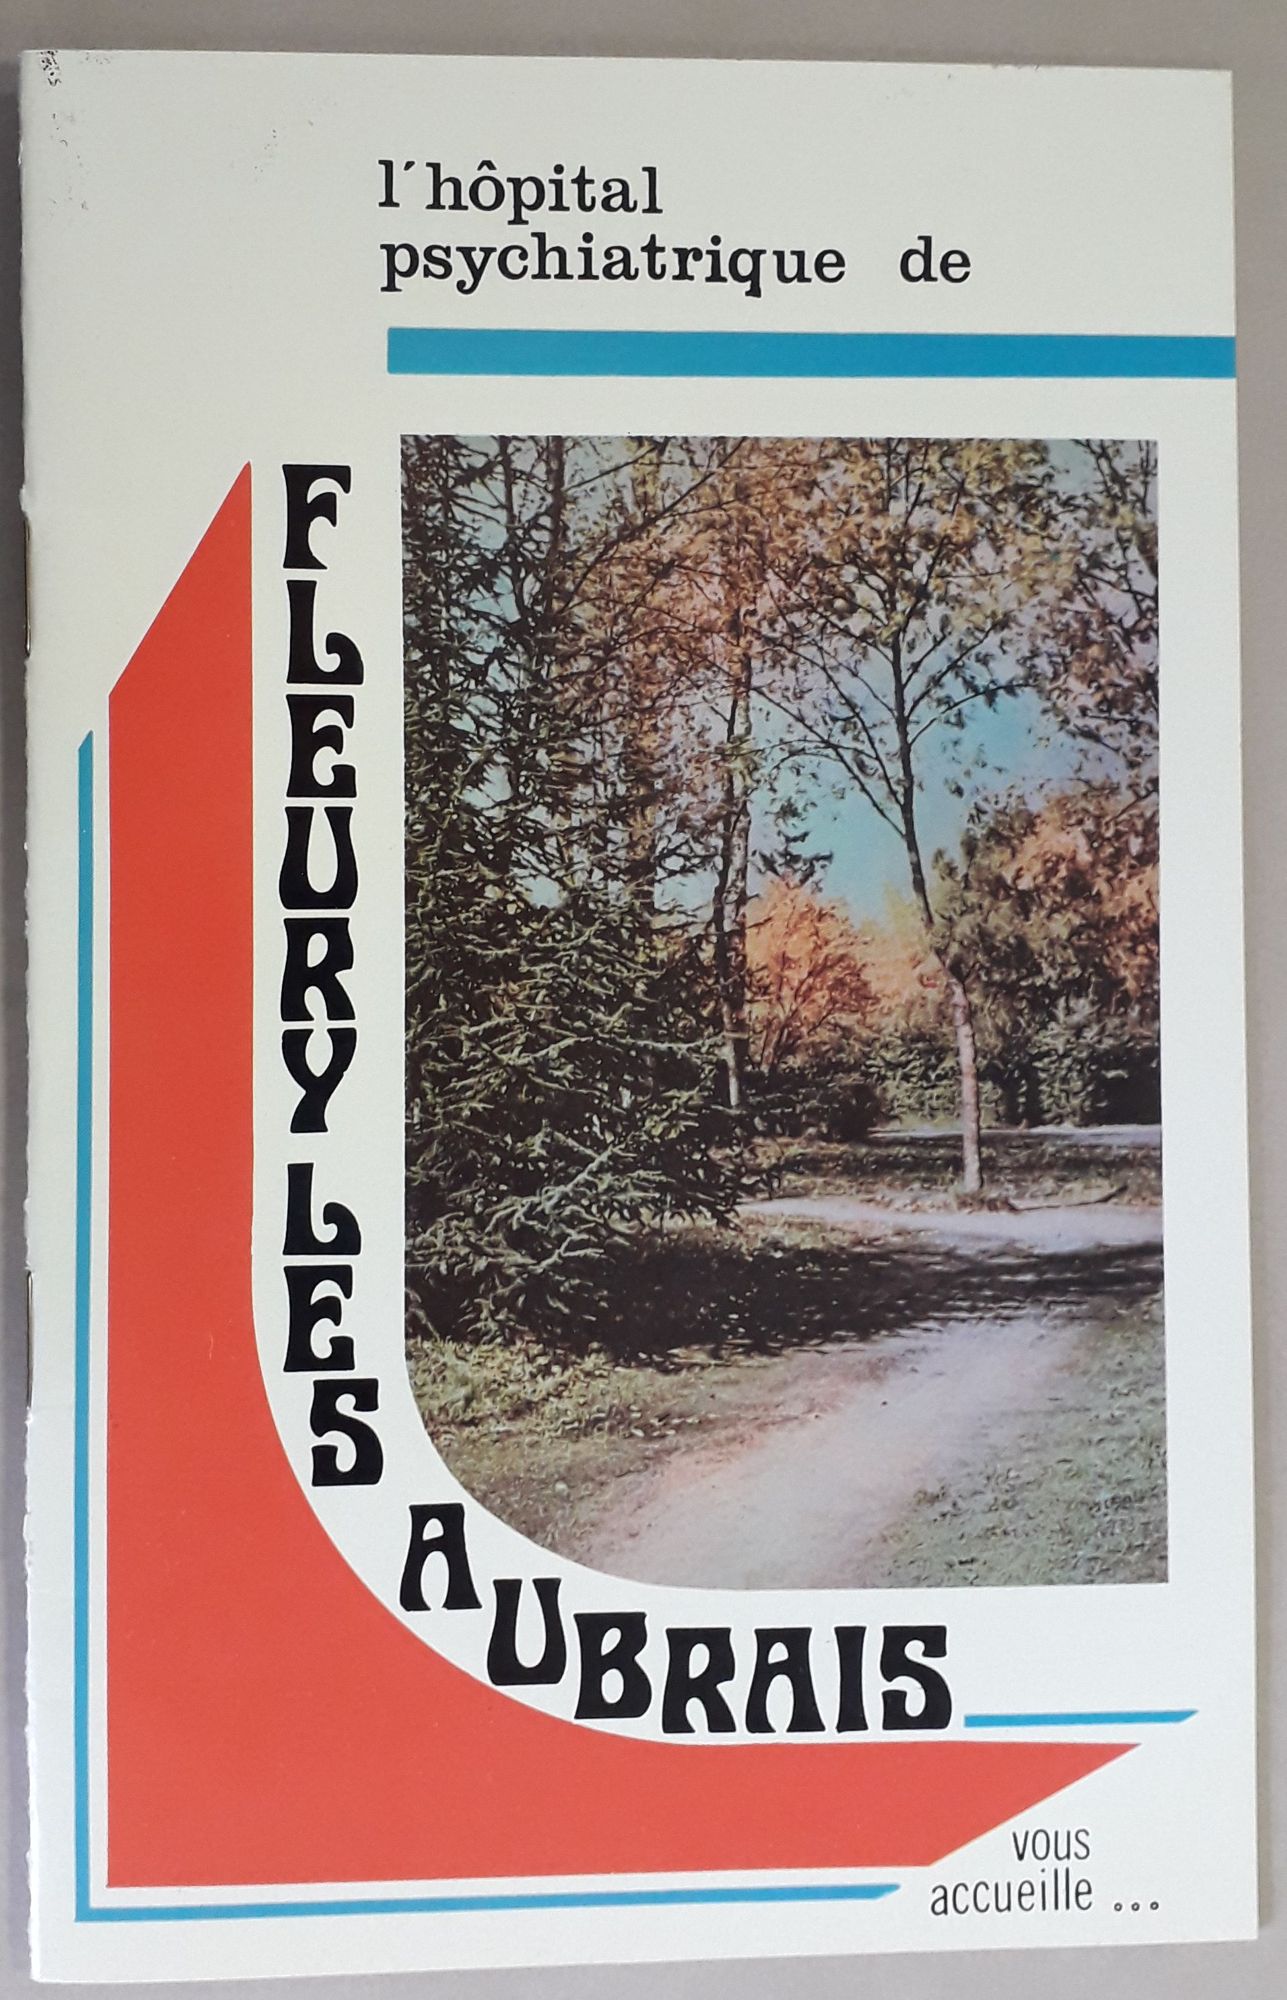 l'hôpital
psychiatrique de
FLEURY LES AUBRAIS
vous
accueille ...